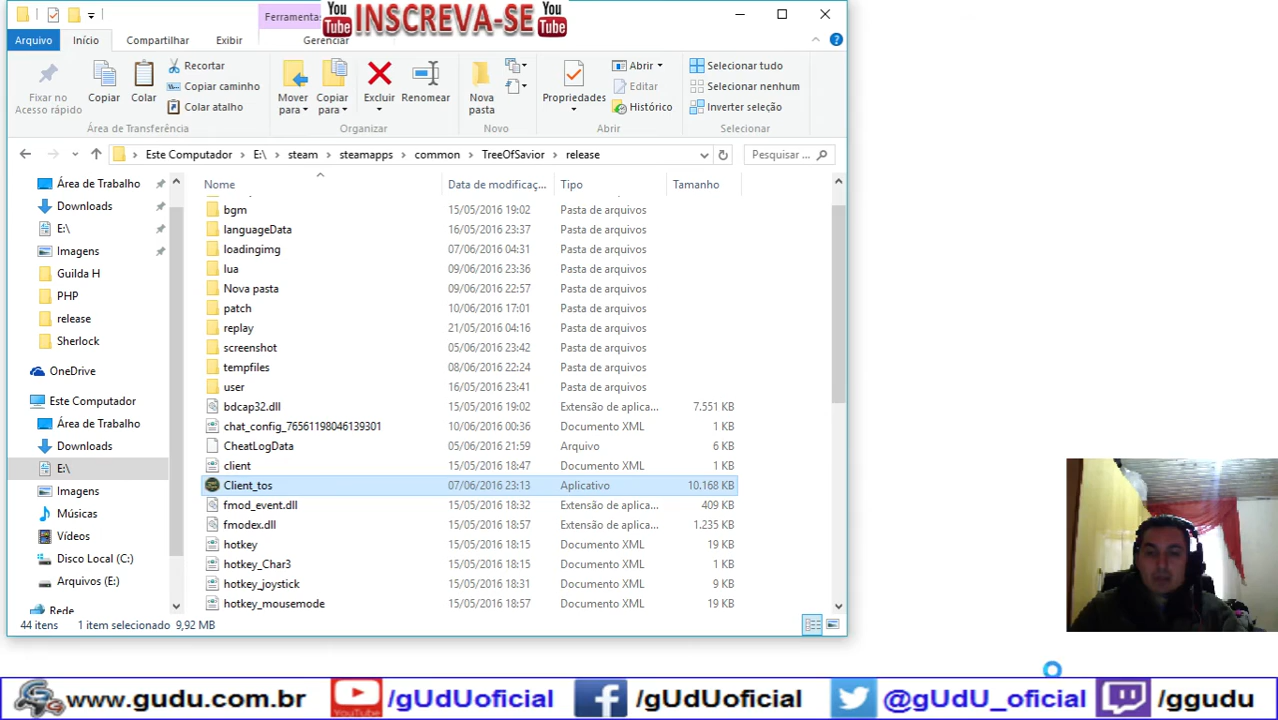 You Tube INSCREVA-SE You Tube
Ferramenta
Arquivo Início Compartilhar Exibir Gerenciar
Fixar no Acesso rápido
Copiar
Colar
Recortar
Copiar caminho
Colar atalho
Área de Transferência
Mover para
Copiar para
Excluir
Renomear
Organizar
Nova pasta
Novo
Propriedades
Abrir
Editar
Histórico
Abrir
Selecionar tudo
Selecionar nenhum
Inverter seleção
Selecionar
Este Computador > E:\ > steam > steamapps > common > TreeOfSavior > release
Pesquisar ...
Área de Trabalho
Downloads
E:\
Imagens
Guilda H
PHP
release
Sherlock
OneDrive
Este Computador
Área de Trabalho
Downloads
E:\
Imagens
Músicas
Vídeos
Disco Local (C:)
Arquivos (E:)
Rede
Nome Data de modificaç... Tipo Tamanho
bgm 15/05/2016 19:02 Pasta de arquivos
languageData 16/05/2016 23:37 Pasta de arquivos
loadingimg 07/06/2016 04:31 Pasta de arquivos
lua 09/06/2016 23:36 Pasta de arquivos
Nova pasta 09/06/2016 22:57 Pasta de arquivos
patch 10/06/2016 17:01 Pasta de arquivos
replay 21/05/2016 04:16 Pasta de arquivos
screenshot 05/06/2016 23:42 Pasta de arquivos
tempfiles 08/06/2016 22:24 Pasta de arquivos
user 16/05/2016 23:41 Pasta de arquivos
bdcap32.dll 15/05/2016 19:02 Extensão de aplica... 7.551 KB
chat_config_76561198046139301 10/06/2016 00:36 Documento XML 1 KB
CheatLogData 05/06/2016 21:59 Arquivo 6 KB
client 15/05/2016 18:47 Documento XML 1 KB
Client_tos 07/06/2016 23:13 Aplicativo 10.168 KB
fmod_event.dll 15/05/2016 18:32 Extensão de aplica... 409 KB
fmodex.dll 15/05/2016 18:57 Extensão de aplica... 1.235 KB
hotkey 15/05/2016 18:15 Documento XML 19 KB
hotkey_Char3 15/05/2016 18:15 Documento XML 19 KB
hotkey_joystick 15/05/2016 18:31 Documento XML 9 KB
hotkey_mousemode 15/05/2016 18:57 Documento XML 19 KB
44 itens 1 item selecionado 9,92 MB
www.gudu.com.br YouTube /gUdUoficial /gUdUoficial @gUdU_oficial /ggudu